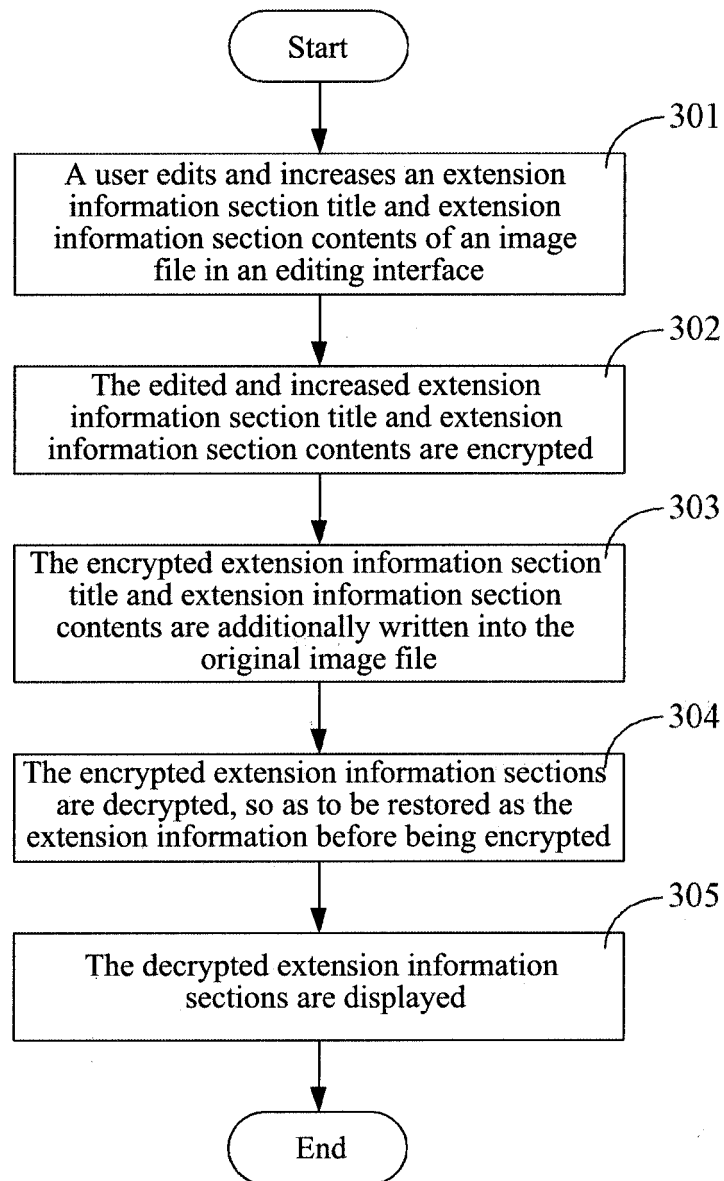 Start
301
A user edits and increases an extension
information section title and extension
information section contents of an image
file in an editing interface
302
The edited and increased extension
information section title and extension
information section contents are encrypted
303
The encrypted extension information section
title and extension information section
contents are additionally written into the
original image file
304
The encrypted extension information sections
are decrypted, so as to be restored as the
extension information before being encrypted
305
The decrypted extension information
sections are displayed
End